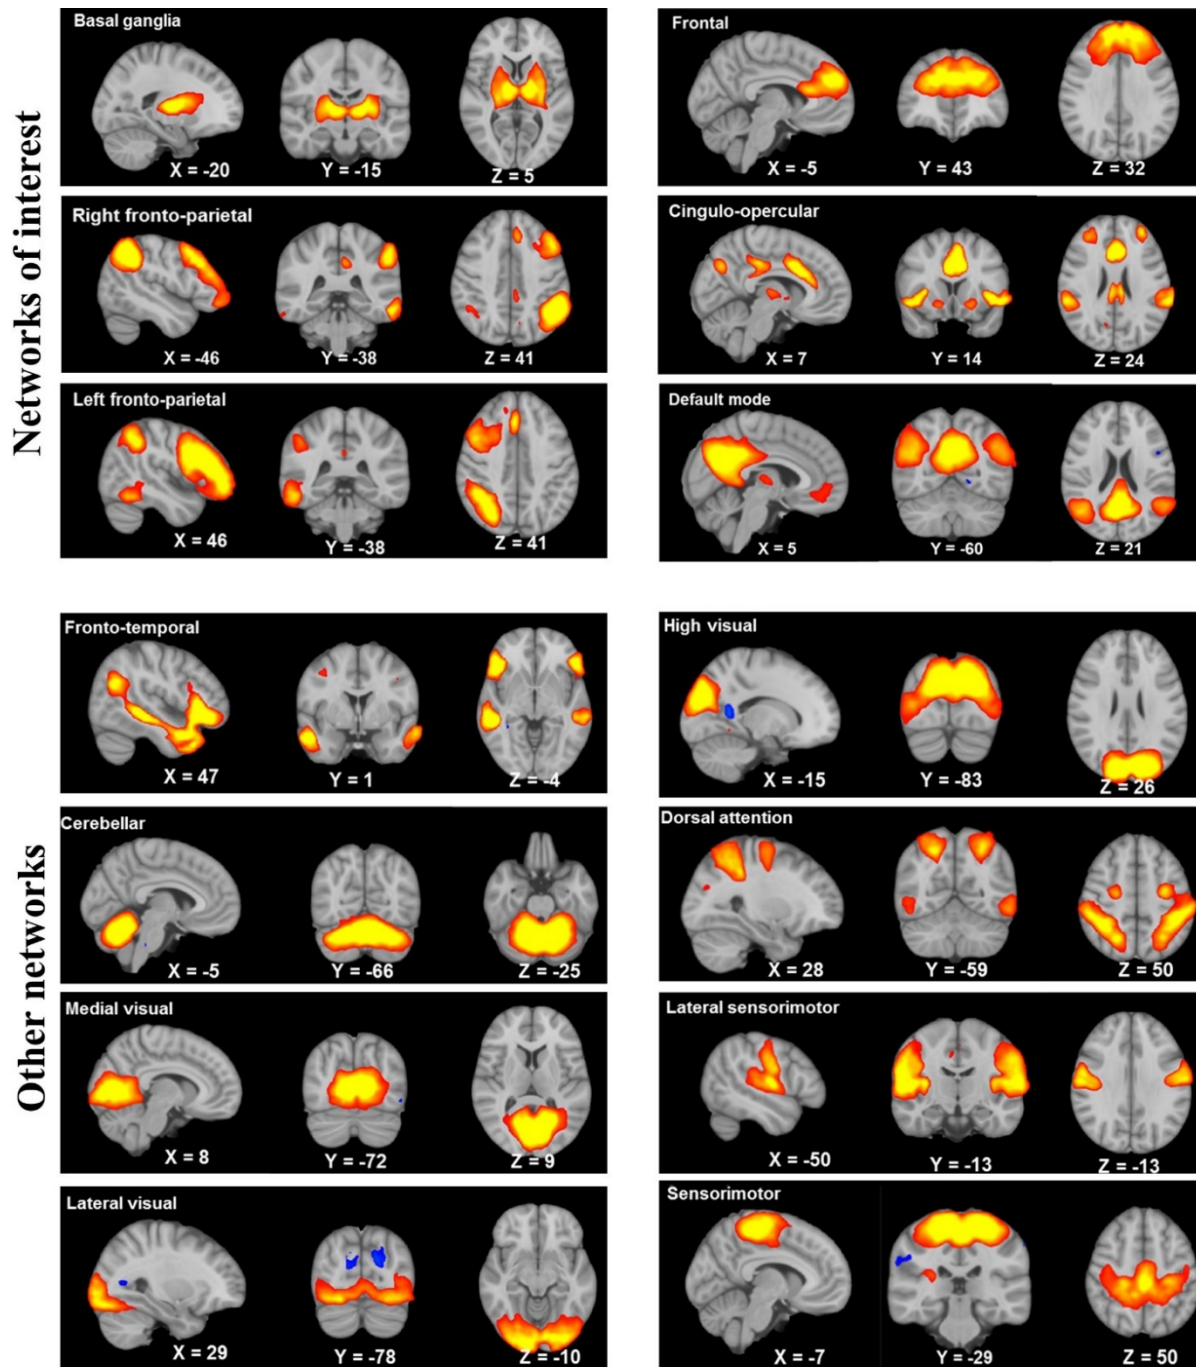 Networks of interest
Basal ganglia
X = -20 Y = -15 Z = 5
Frontal
X = -5 Y = 43 Z = 32
Right fronto-parietal
X = -46 Y = -38 Z = 41
Cingulo-opercular
X = 7 Y = 14 Z = 24
Left fronto-parietal
X = 46 Y = -38 Z = 41
Default mode
X = 5 Y = -60 Z = 21
Other networks
Fronto-temporal
X = 47 Y = 1 Z = -4
High visual
X = -15 Y = -83 Z = 26
Cerebellar
X = -5 Y = -66 Z = -25
Dorsal attention
X = 28 Y = -59 Z = 50
Medial visual
X = 8 Y = -72 Z = 9
Lateral sensorimotor
X = -50 Y = -13 Z = -13
Lateral visual
X = 29 Y = -78 Z = -10
Sensorimotor
X = -7 Y = -29 Z = 50